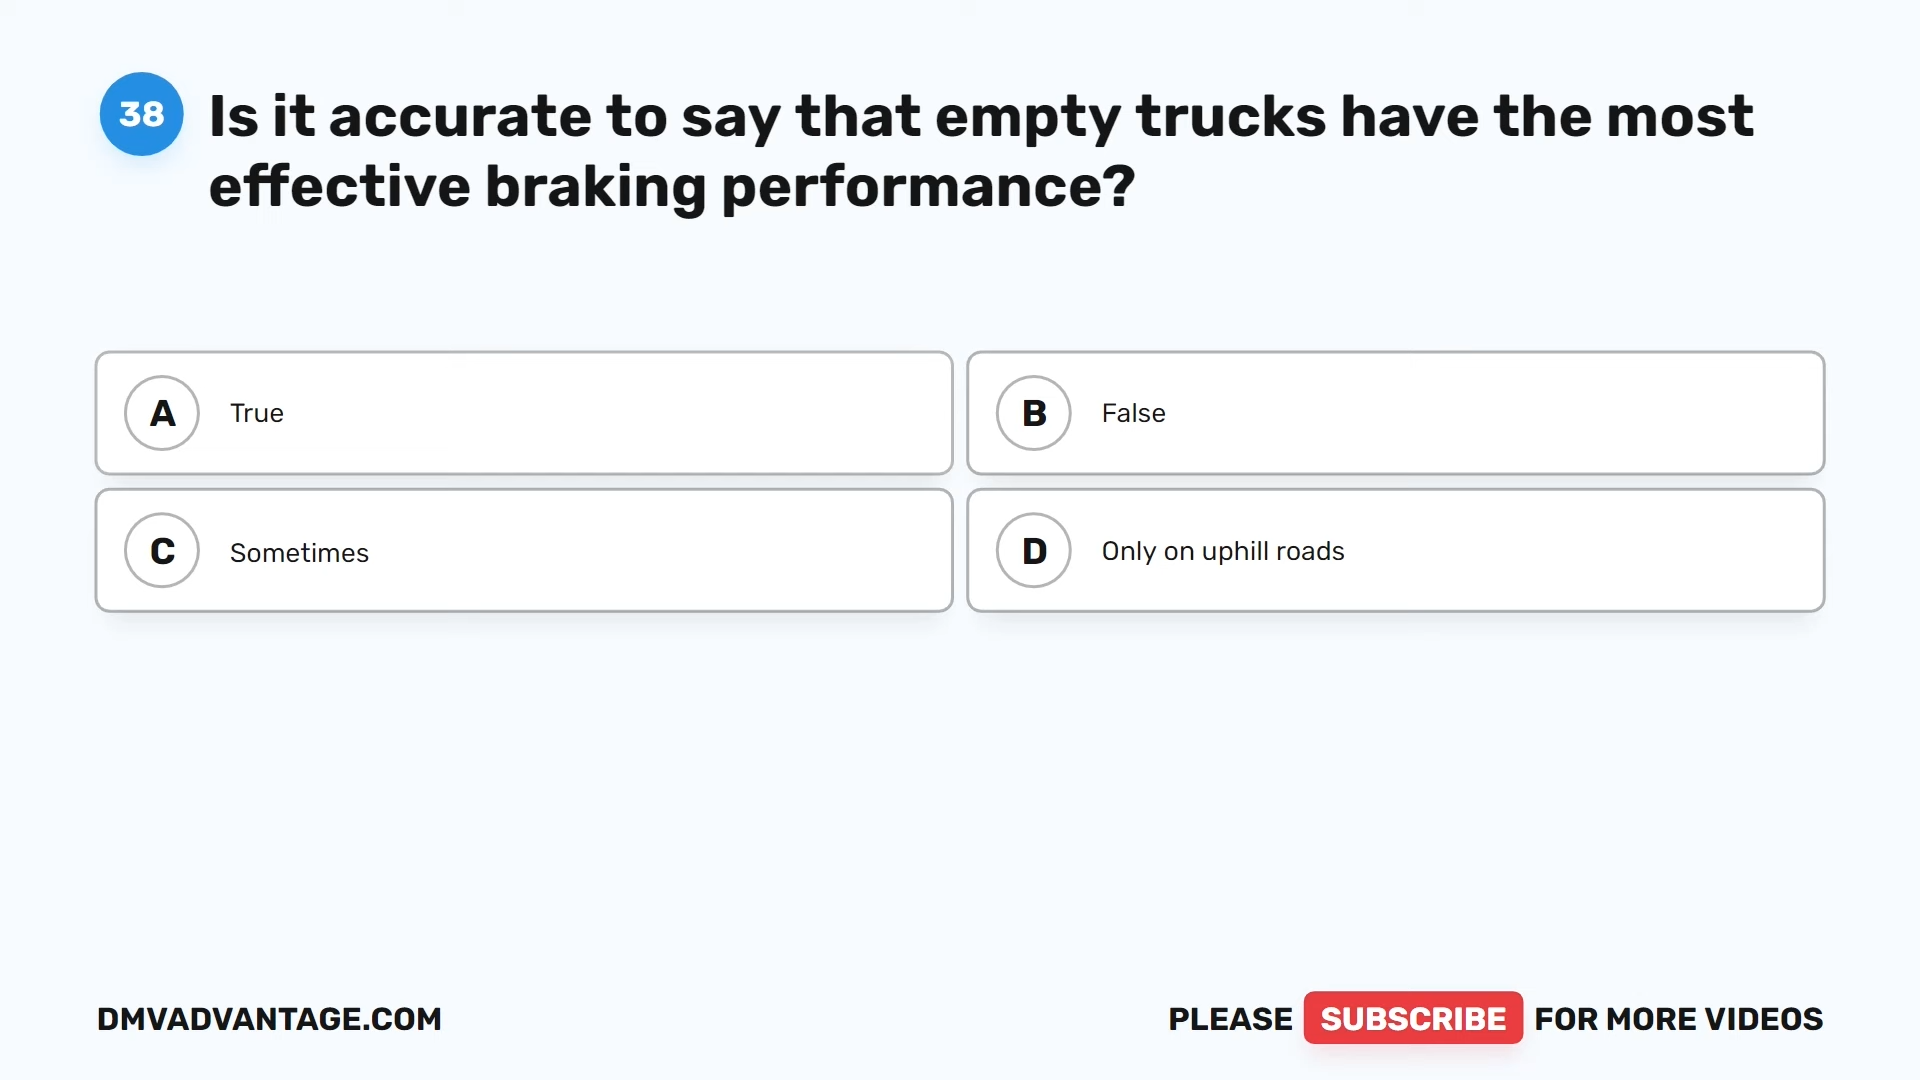 38
Is it accurate to say that empty trucks have the most
effective braking performance?
A
True
B
False
C
Sometimes
D
Only on uphill roads
DMVADVANTAGE.COM
PLEASE SUBSCRIBE FOR MORE VIDEOS